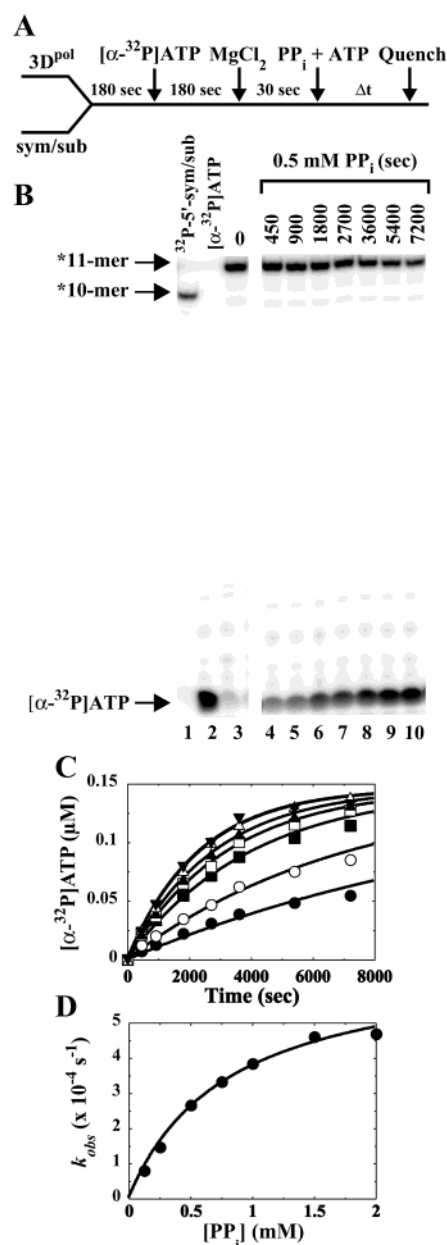 A
3Dᵖᵒˡ
[α-³²P]ATP MgCl₂ PPᵢ + ATP Quench
180 sec 180 sec 30 sec Δt
sym/sub
B
³²P-5'-sym/sub
[α-³²P]ATP
0
0.5 mM PPᵢ (sec)
450 900 1800 2700 3600 5400 7200
*11-mer
*10-mer
[α-³²P]ATP
1 2 3 4 5 6 7 8 9 10
C
[α-³²P]ATP (μM)
0.15
0.1
0.05
0
0 2000 4000 6000 8000
Time (sec)
D
k_obs (x 10⁻⁴ s⁻¹)
5
4
3
2
1
0
0 0.5 1.0 1.5 2
[PPᵢ] (mM)